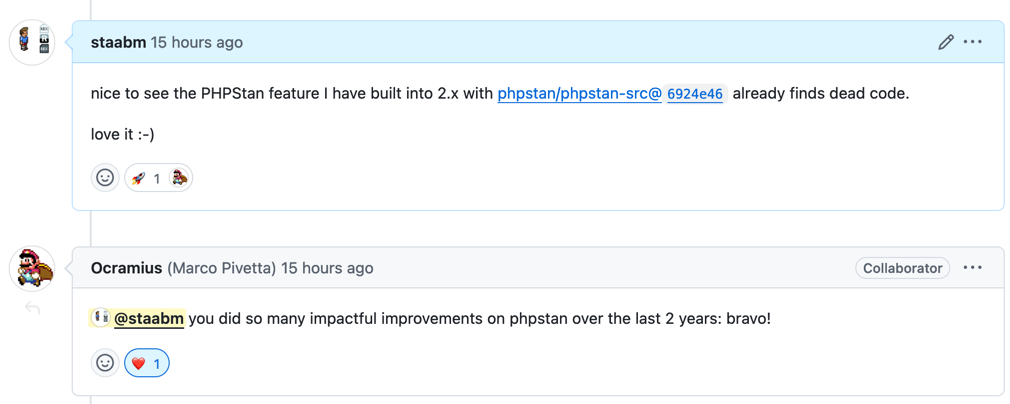 staabm 15 hours ago
nice to see the PHPStan feature I have built into 2.x with phpstan/phpstan-src@ 6924e46 already finds dead code.
love it :-)
🚀 1
Ocramius (Marco Pivetta) 15 hours ago Collaborator
@staabm you did so many impactful improvements on phpstan over the last 2 years: bravo!
❤️ 1